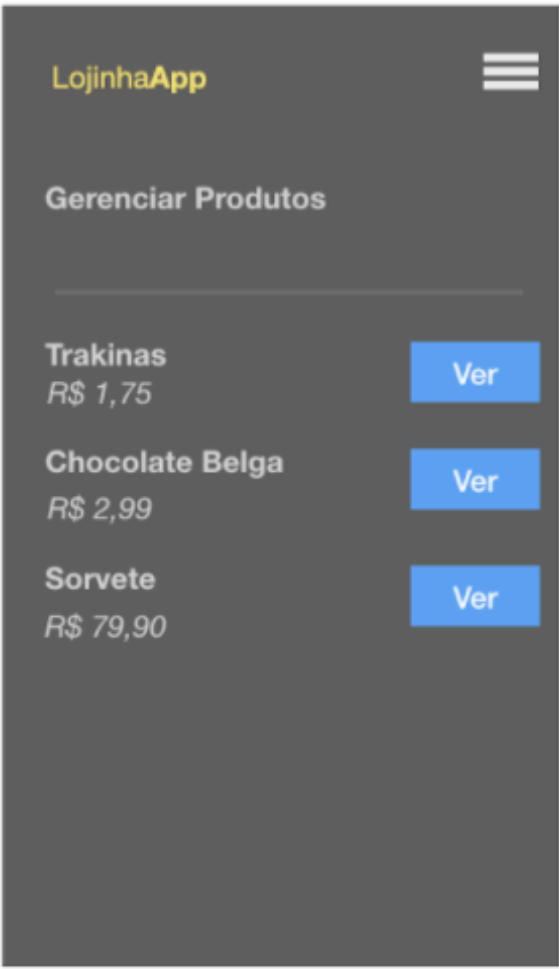 LojinhaApp
Gerenciar Produtos
Trakinas
R$ 1,75
Ver
Chocolate Belga
R$ 2,99
Ver
Sorvete
R$ 79,90
Ver